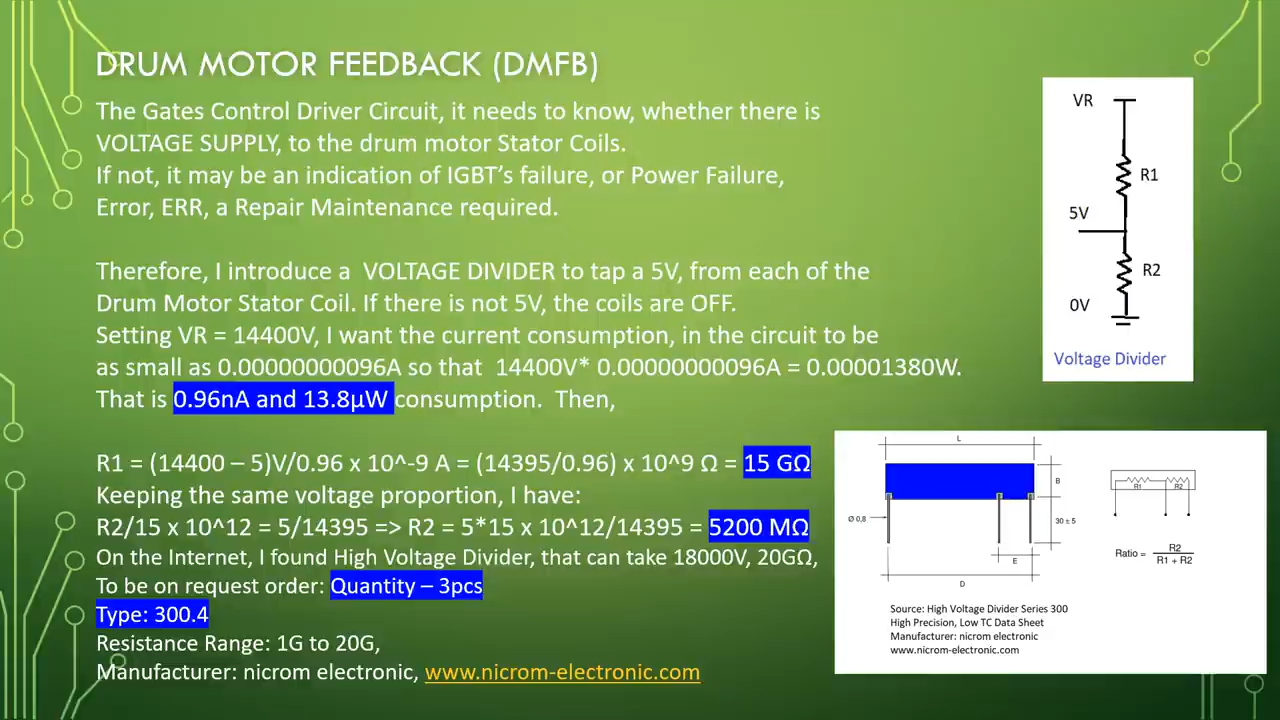 DRUM MOTOR FEEDBACK (DMFB)
The Gates Control Driver Circuit, it needs to know, whether there is
VOLTAGE SUPPLY, to the drum motor Stator Coils.
If not, it may be an indication of IGBT's failure, or Power Failure,
Error, ERR, a Repair Maintenance required.
Therefore, I introduce a VOLTAGE DIVIDER to tap a 5V, from each of the
Drum Motor Stator Coil. If there is not 5V, the coils are OFF.
Setting VR = 14400V, I want the current consumption, in the circuit to be
as small as 0.00000000096A so that 14400V* 0.00000000096A = 0.00001380W.
That is 0.96nA and 13.8μW consumption. Then,
R1 = (14400 – 5)V/0.96 x 10^-9 A = (14395/0.96) x 10^9 Ω = 15 GΩ
Keeping the same voltage proportion, I have:
R2/15 x 10^12 = 5/14395 => R2 = 5*15 x 10^12/14395 = 5200 MΩ
On the Internet, I found High Voltage Divider, that can take 18000V, 20GΩ,
To be on request order: Quantity – 3pcs
Type: 300.4
Resistance Range: 1G to 20G,
Manufacturer: nicrom electronic, www.nicrom-electronic.com
VR
R1
5V
R2
0V
Voltage Divider
L
B
R1 R2
Ø 0,8
30 ± 5
E
D
Ratio = R2
R1 + R2
Source: High Voltage Divider Series 300
High Precision, Low TC Data Sheet
Manufacturer: nicrom electronic
www.nicrom-electronic.com